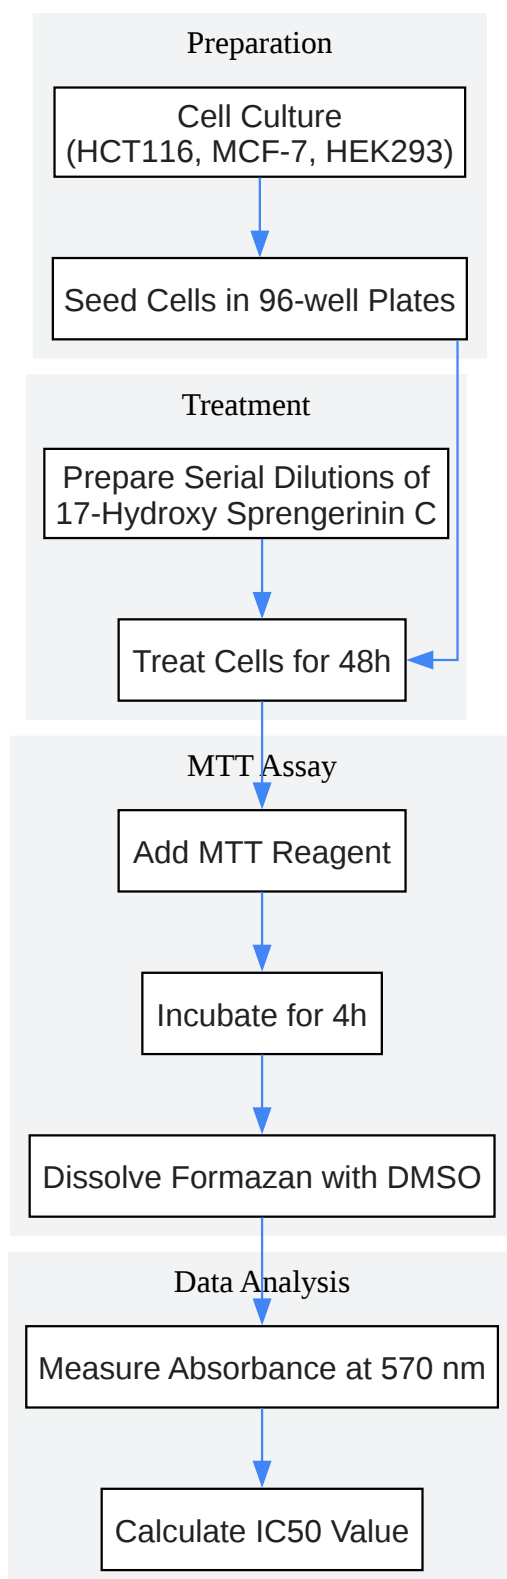 Preparation
Cell Culture
(HCT116, MCF-7, HEK293)
Seed Cells in 96-well Plates
Treatment
Prepare Serial Dilutions of
17-Hydroxy Sprengerinin C
Treat Cells for 48h
MTT Assay
Add MTT Reagent
Incubate for 4h
Dissolve Formazan with DMSO
Data Analysis
Measure Absorbance at 570 nm
Calculate IC50 Value